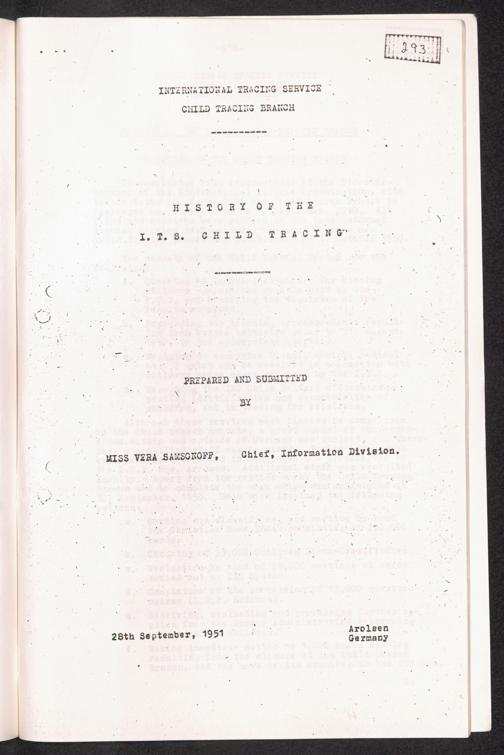 293
INTERNATIONAL TRACING SERVICE
CHILD TRACING BRANCH
----------
HISTORY OF THE
I. T. S. CHILD TRACING
----------
PREPARED AND SUBMITTED
BY
MISS VERA SAMSONOFF, Chief, Information Division.
28th September, 1951
Arolsen
Germany